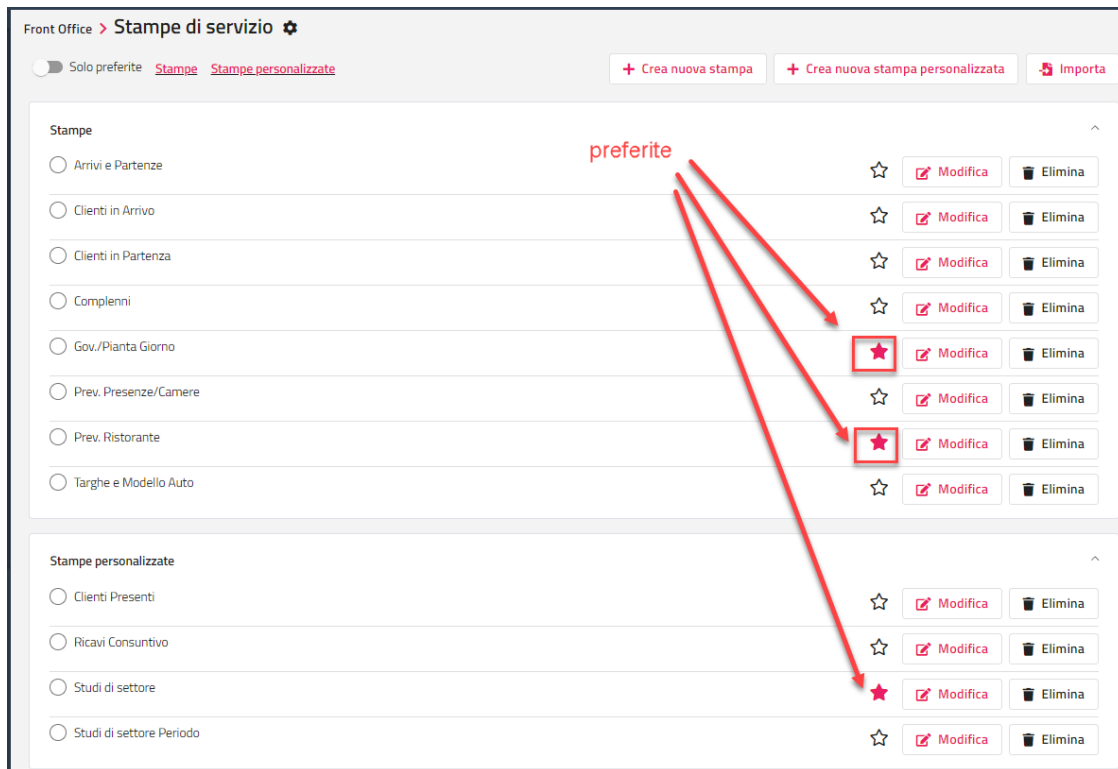 Front Office > Stampe di servizio
Solo preferite Stampe Stampe personalizzate + Crea nuova stampa + Crea nuova stampa personalizzata Importa
Stampe
preferite
Arrivi e Partenze Modifica Elimina
Clienti in Arrivo Modifica Elimina
Clienti in Partenza Modifica Elimina
Complenni Modifica Elimina
Gov./Pianta Giorno Modifica Elimina
Prev. Presenze/Camere Modifica Elimina
Prev. Ristorante Modifica Elimina
Targhe e Modello Auto Modifica Elimina
Stampe personalizzate
Clienti Presenti Modifica Elimina
Ricavi Consuntivo Modifica Elimina
Studi di settore Modifica Elimina
Studi di settore Periodo Modifica Elimina